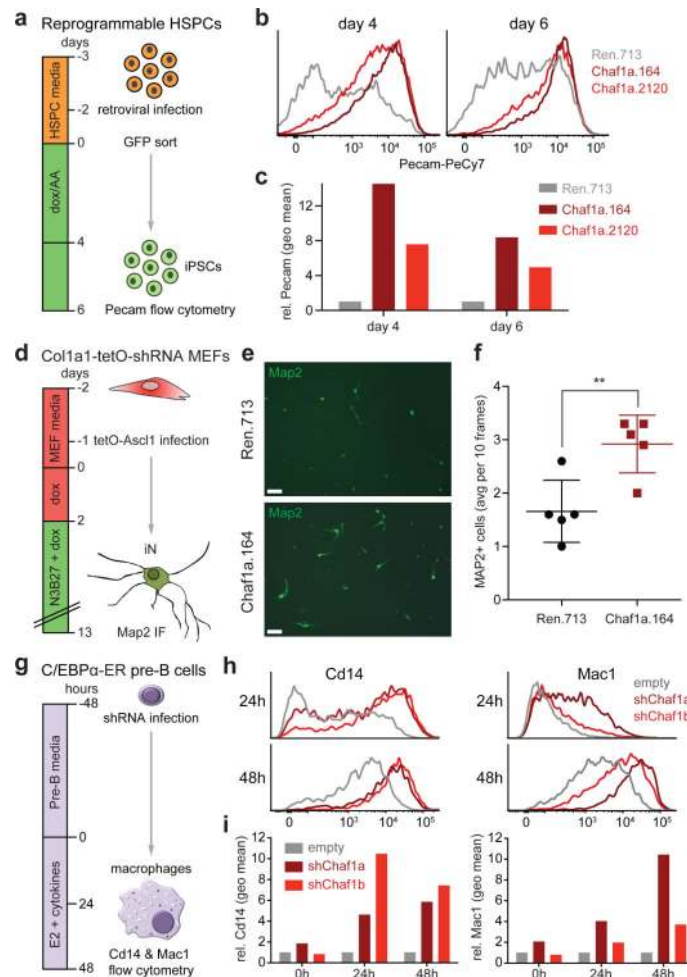 a Reprogrammable HSPCs
days
-3
HSPC media
-2
retroviral infection
0
GFP sort
dox/AA
4
iPSCs
Pecam flow cytometry
6
b
day 4
day 6
Ren.713
Chaf1a.164
Chaf1a.2120
0 10³ 10⁴ 10⁵
0 10³ 10⁴ 10⁵
Pecam-PeCy7
c
rel. Pecam (geo mean)
12
8
4
0
Ren.713
Chaf1a.164
Chaf1a.2120
day 4
day 6
d Col1a1-tetO-shRNA MEFs
days
-2
MEF media
-1
tetO-Ascl1 infection
0
dox
2
N3B27 + dox
iN
13
Map2 IF
e
Map2
Ren.713
Map2
Chaf1a.164
f
MAP2+ cells (avg per 10 frames)
4
3
2
1
0
**
Ren.713
Chaf1a.164
g C/EBPα-ER pre-B cells
hours
-48
shRNA infection
Pre-B media
0
macrophages
E2 + cytokines
24
Cd14 & Mac1
48
flow cytometry
h
Cd14
Mac1
24h
24h
empty
shChaf1a
shChaf1b
48h
48h
0 10³ 10⁴ 10⁵
0 10³ 10⁴ 10⁵
i
rel. Cd14 (geo mean)
12
10
8
6
4
2
0
empty
shChaf1a
shChaf1b
0h 24h 48h
rel. Mac1 (geo mean)
12
10
8
6
4
2
0
0h 24h 48h